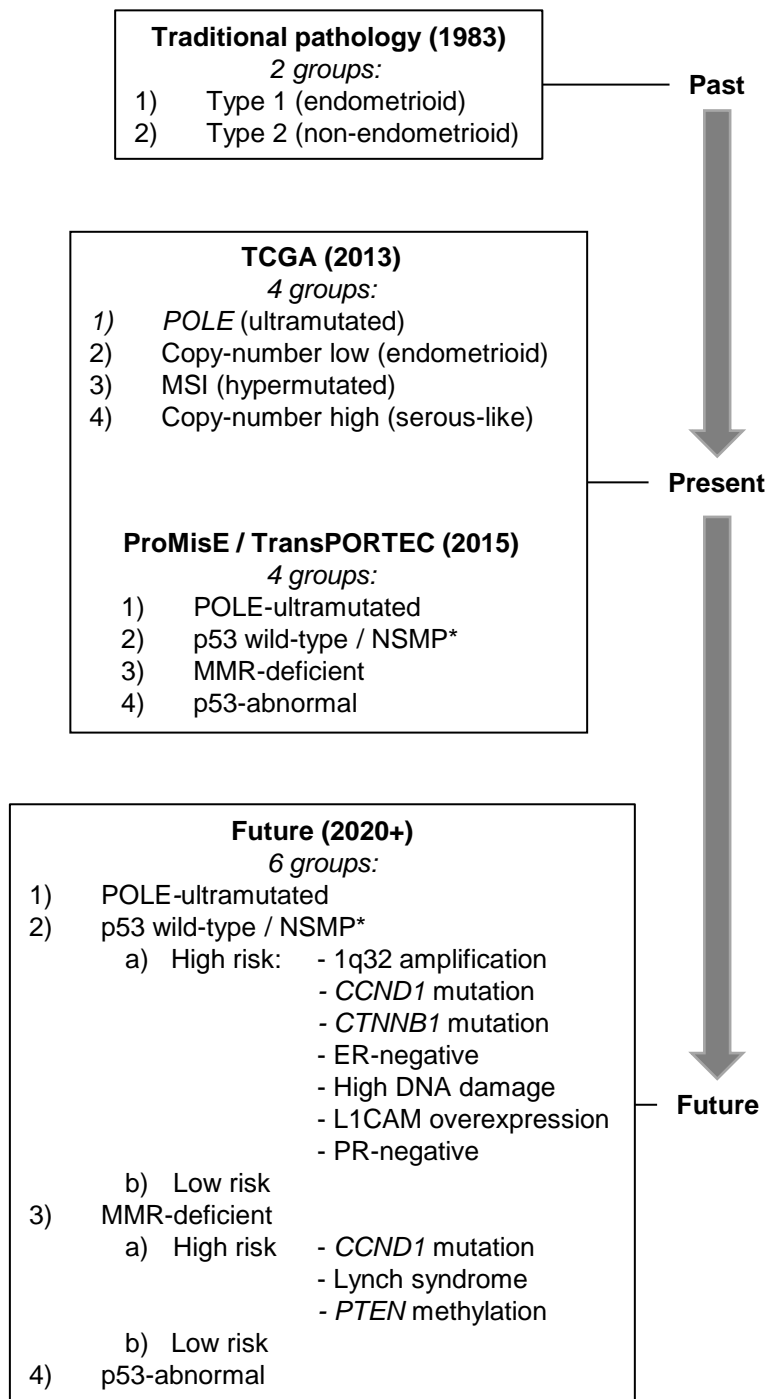 Traditional pathology (1983)
2 groups:
1) Type 1 (endometrioid)
2) Type 2 (non-endometrioid)
Past
TCGA (2013)
4 groups:
1) POLE (ultramutated)
2) Copy-number low (endometrioid)
3) MSI (hypermutated)
4) Copy-number high (serous-like)
Present
ProMisE / TransPORTEC (2015)
4 groups:
1) POLE-ultramutated
2) p53 wild-type / NSMP*
3) MMR-deficient
4) p53-abnormal
Future (2020+)
6 groups:
1) POLE-ultramutated
2) p53 wild-type / NSMP*
a) High risk: - 1q32 amplification
- CCND1 mutation
- CTNNB1 mutation
- ER-negative
- High DNA damage
- L1CAM overexpression
- PR-negative
b) Low risk
Future
3) MMR-deficient
a) High risk - CCND1 mutation
- Lynch syndrome
- PTEN methylation
b) Low risk
4) p53-abnormal